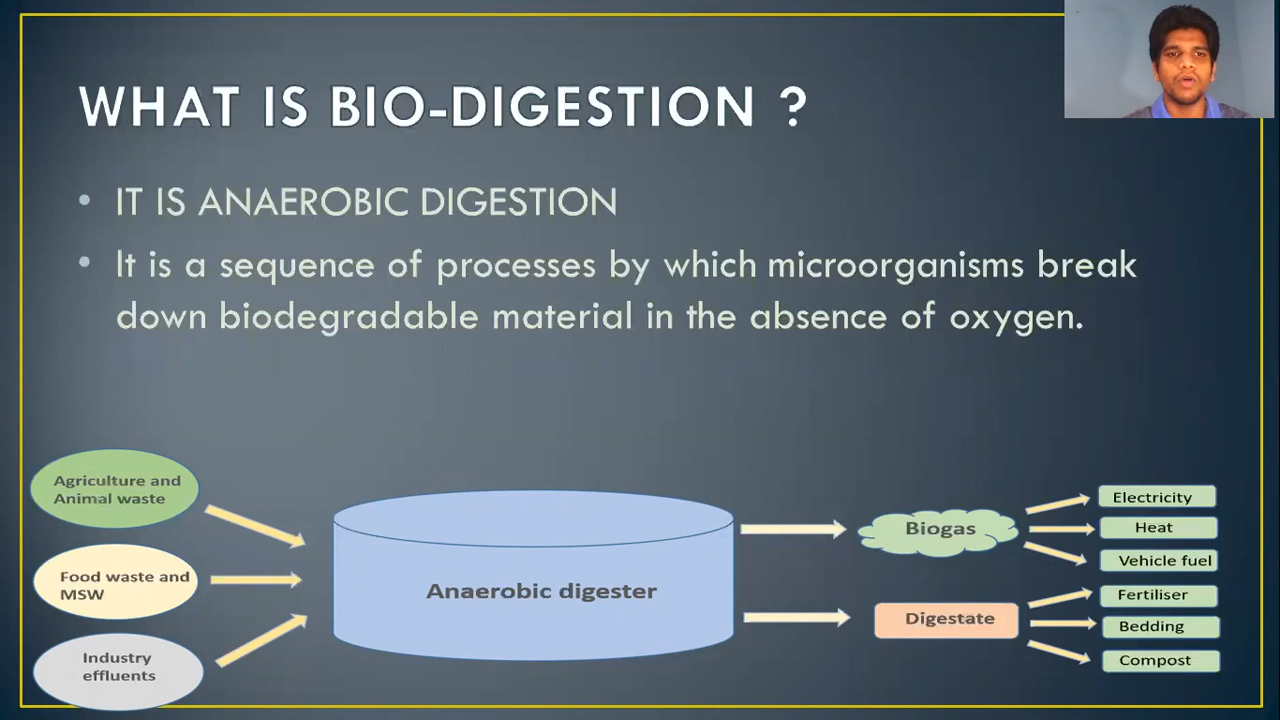 WHAT IS BIO-DIGESTION ?
• IT IS ANAEROBIC DIGESTION
• It is a sequence of processes by which microorganisms break
down biodegradable material in the absence of oxygen.
Agriculture and
Animal waste
Food waste and
MSW
Industry
effluents
Anaerobic digester
Biogas
Digestate
Electricity
Heat
Vehicle fuel
Fertiliser
Bedding
Compost